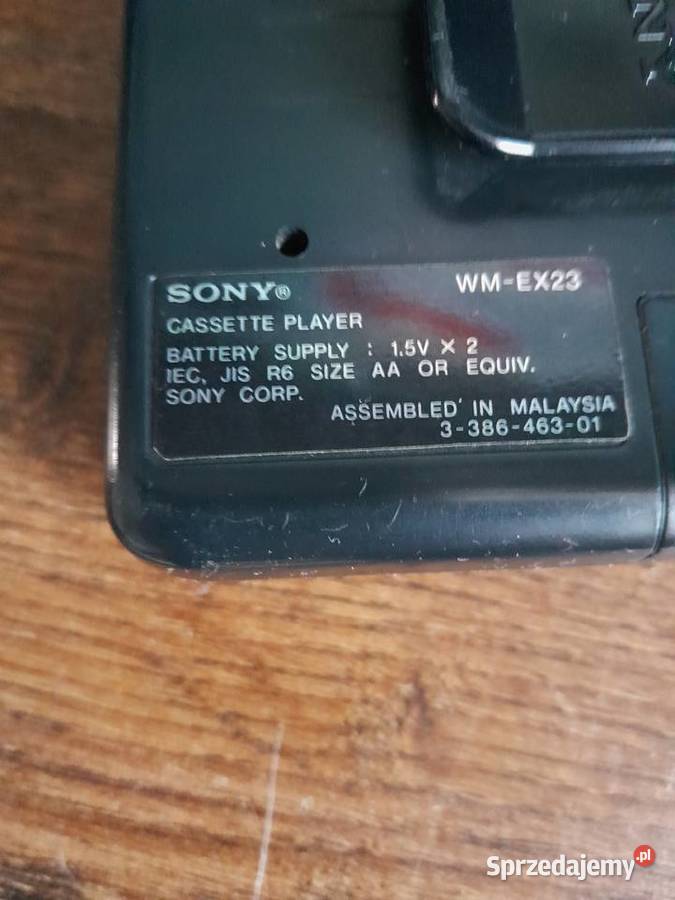 SONY® WM-EX23
CASSETTE PLAYER
BATTERY SUPPLY : 1.5V X 2
IEC, JIS R6 SIZE AA OR EQUIV.
SONY CORP.
ASSEMBLED IN MALAYSIA
3-386-463-01
Sprzedajemy.pl